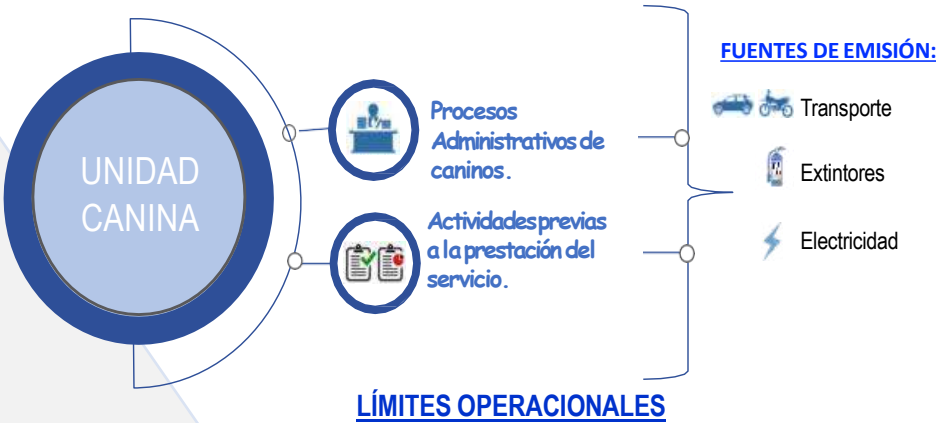 UNIDAD
CANINA
Procesos
Administrativos de
caninos.
Actividades previas
a la prestación del
servicio.
FUENTES DE EMISIÓN:
Transporte
Extintores
Electricidad
LÍMITES OPERACIONALES